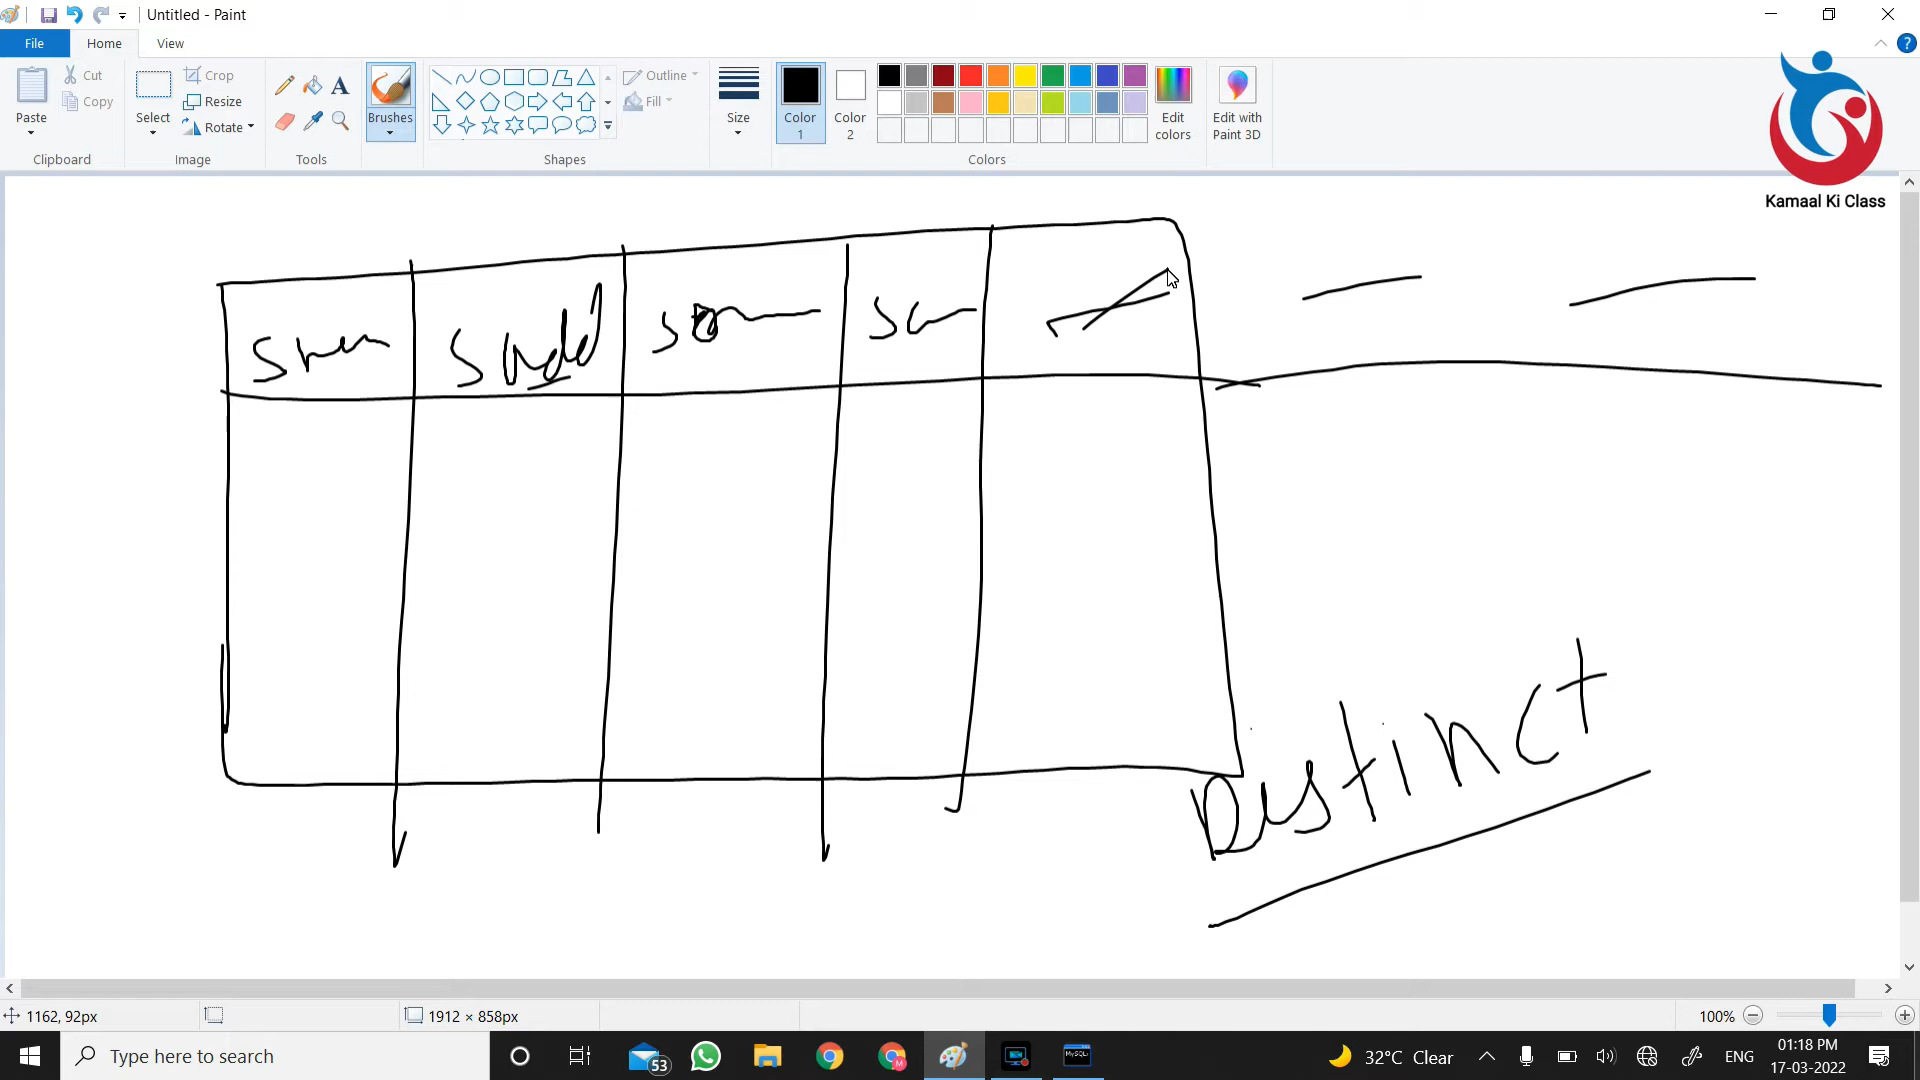 Untitled - Paint
File Home View
Cut
Copy
Paste
Clipboard
Crop
Resize
Rotate
Select
Image
Tools
Brushes
Outline
Fill
Shapes
Size
Color 1
Color 2
Edit colors
Edit with Paint 3D
Colors
Kamaal Ki Class
Distinct
1162, 92px
1912 × 858px
100%
Type here to search
53
MySQL
32°C Clear
ENG
01:18 PM
17-03-2022